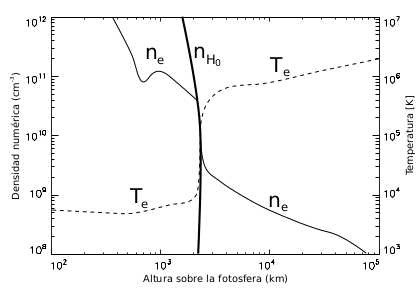 10^12
10^11
10^10
10^9
10^8
10^7
10^6
10^5
10^4
10^3
n_e
n_H_0
T_e
T_e
n_e
10^2
10^3
10^4
10^5
Densidad numérica (cm^-3)
Temperatura [K]
Altura sobre la fotosfera (km)